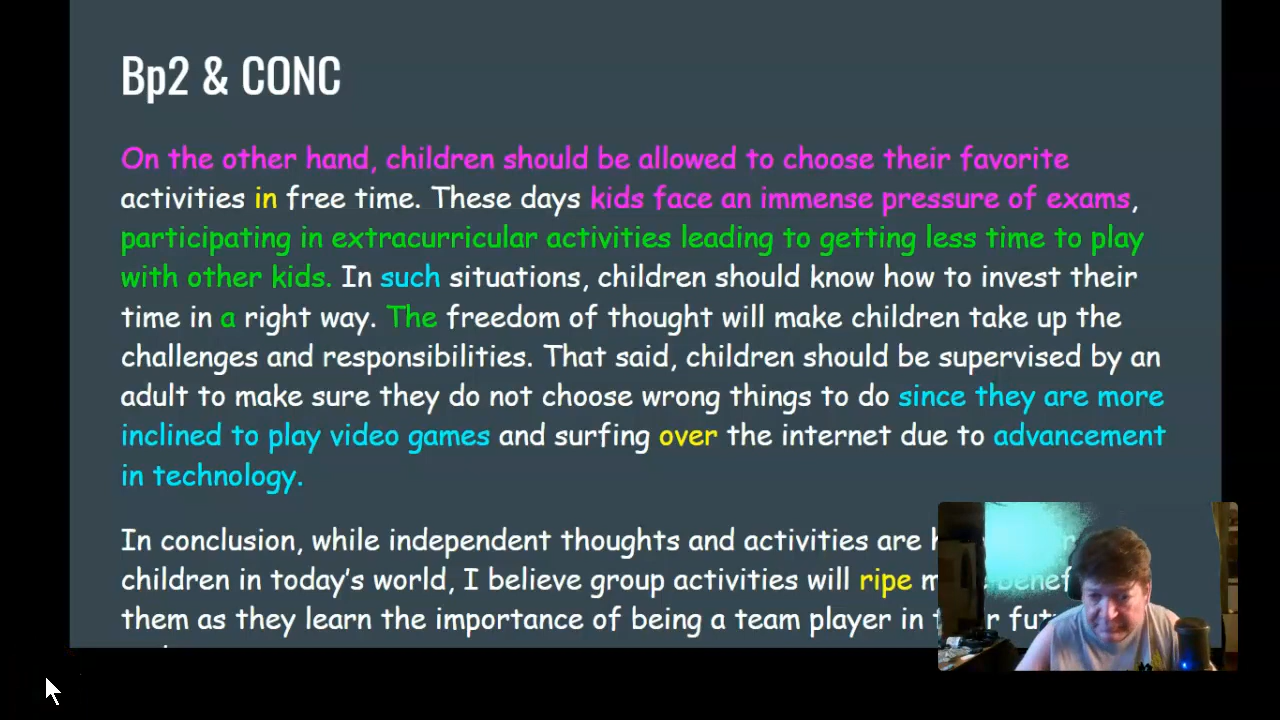 Bp2 & CONC
On the other hand, children should be allowed to choose their favorite
activities in free time. These days kids face an immense pressure of exams,
participating in extracurricular activities leading to getting less time to play
with other kids. In such situations, children should know how to invest their
time in a right way. The freedom of thought will make children take up the
challenges and responsibilities. That said, children should be supervised by an
adult to make sure they do not choose wrong things to do since they are more
inclined to play video games and surfing over the internet due to advancement
in technology.
In conclusion, while independent thoughts and activities are
children in today's world, I believe group activities will ripe
them as they learn the importance of being a team player in